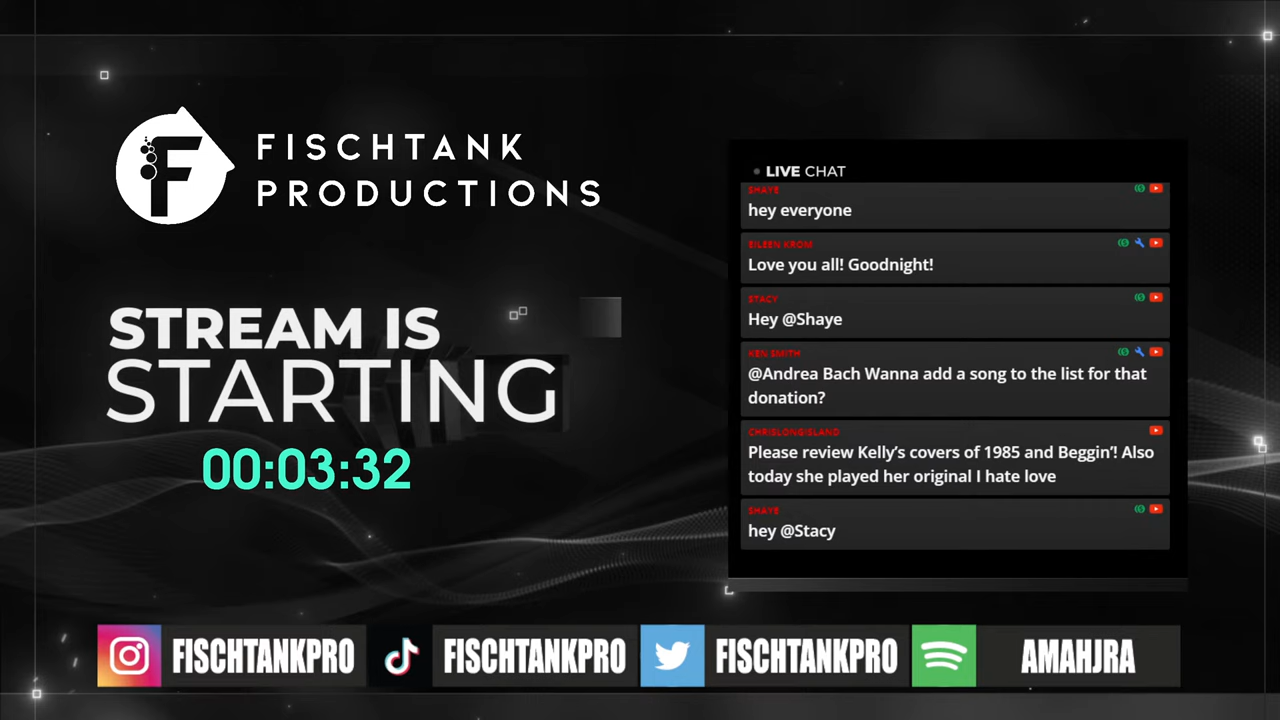 F
FISCHTANK
PRODUCTIONS
STREAM IS
STARTING
00:03:32
LIVE CHAT
SHAYE
hey everyone
EILEEN KROM
Love you all! Goodnight!
STACY
Hey @Shaye
KEN SMITH
@Andrea Bach Wanna add a song to the list for that
donation?
CHRISLONGISLAND
Please review Kelly's covers of 1985 and Beggin'! Also
today she played her original I hate love
SHAYE
hey @Stacy
FISCHTANKPRO
FISCHTANKPRO
FISCHTANKPRO
AMAHJRA